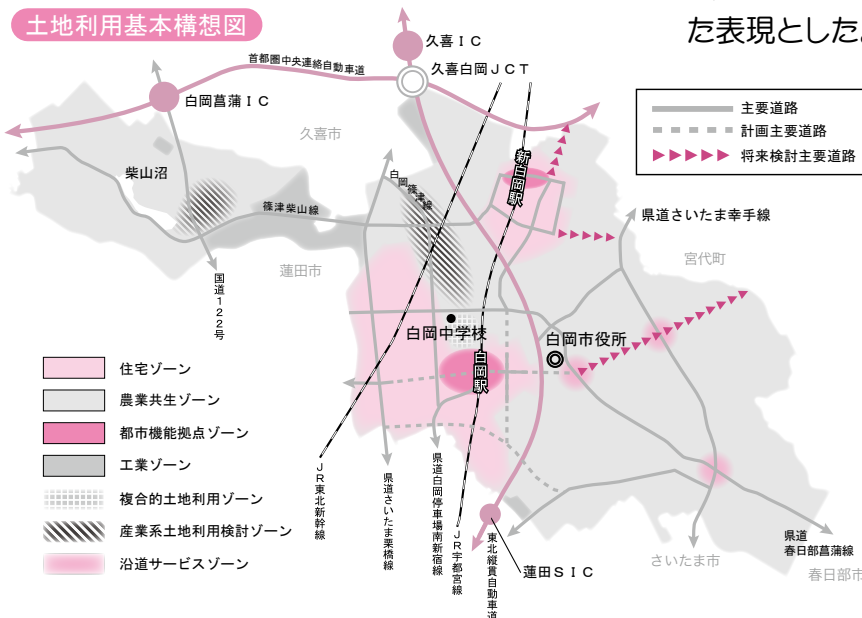 土地利用基本構想図
た表現とした。
久喜ＩＣ
首都圏中央連絡自動車道
久喜白岡ＪＣＴ
白岡菖蒲ＩＣ
主要道路
計画主要道路
将来検討主要道路
久喜市
柴山沼
新白岡駅
白岡篠津線
篠津柴山線
県道さいたま幸手線
宮代町
蓮田市
国道１２２号
白岡中学校
白岡市役所
白岡駅
住宅ゾーン
農業共生ゾーン
都市機能拠点ゾーン
工業ゾーン
複合的土地利用ゾーン
産業系土地利用検討ゾーン
沿道サービスゾーン
ＪＲ東北新幹線
県道さいたま栗橋線
県道白岡停車場南新宿線
ＪＲ宇都宮線
東北縦貫自動車道
蓮田ＳＩＣ
さいたま市
県道
春日部菖蒲線
春日部市